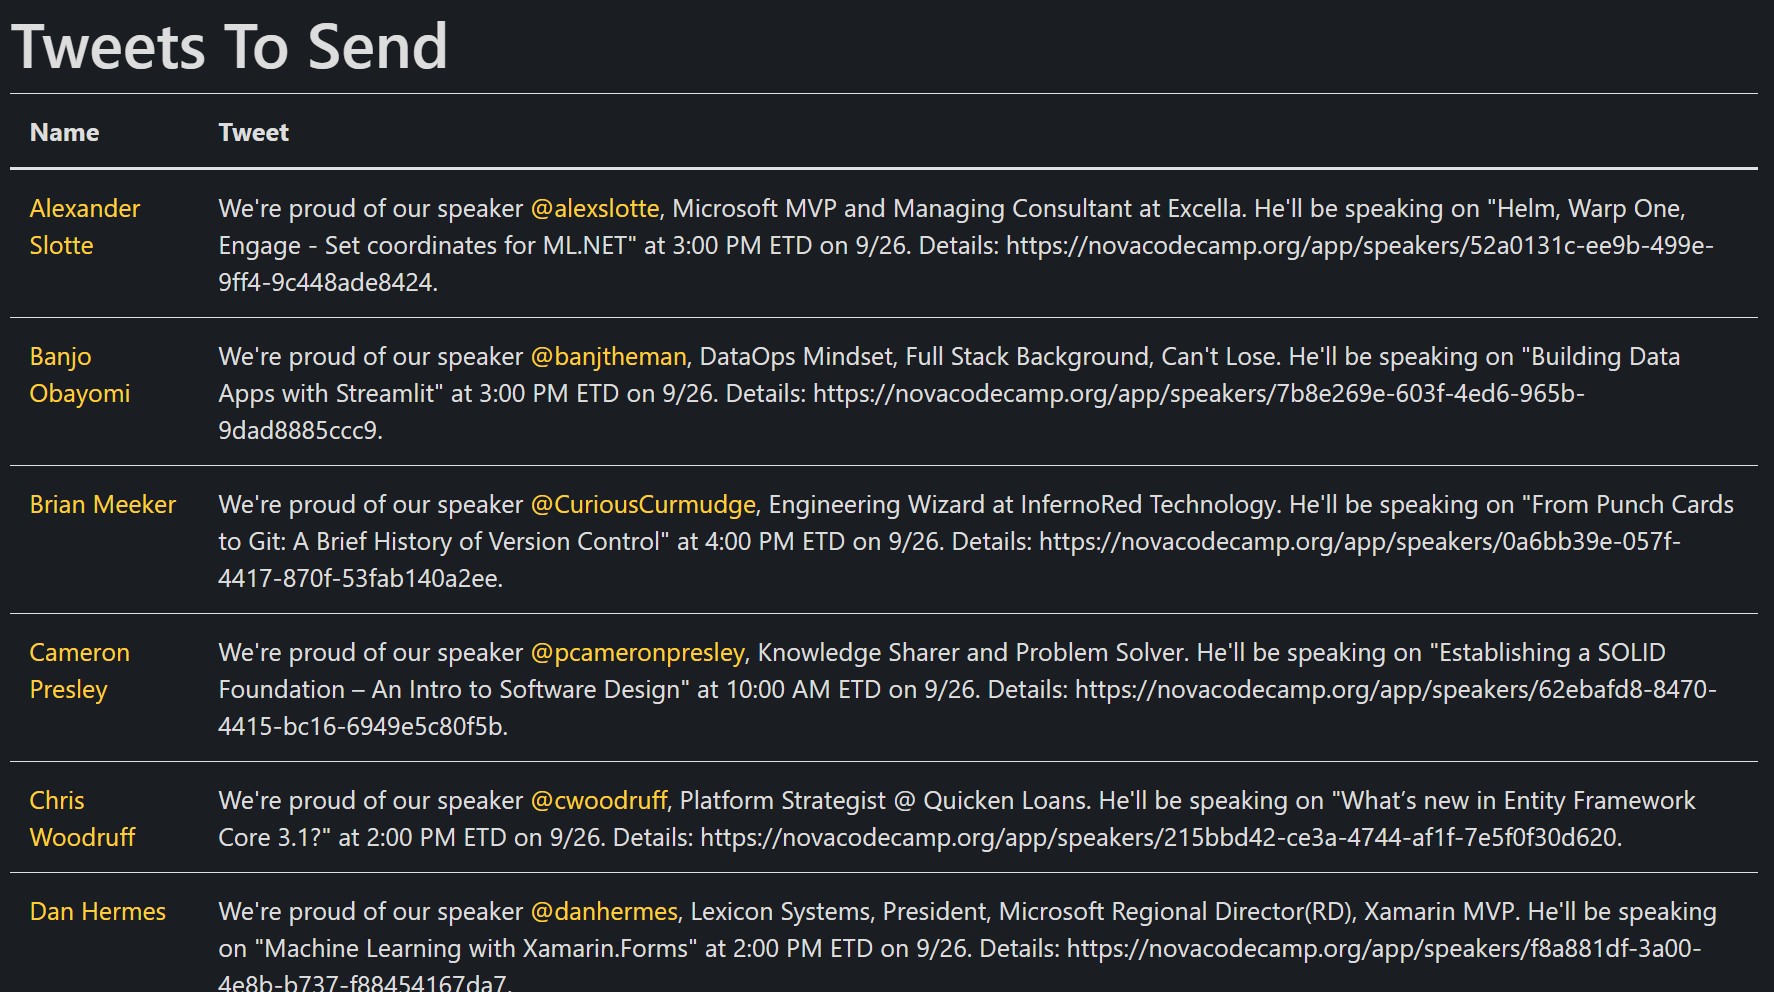 Tweets To Send
Name Tweet
Alexander
Slotte
We're proud of our speaker @alexslotte, Microsoft MVP and Managing Consultant at Excella. He'll be speaking on "Helm, Warp One,
Engage - Set coordinates for ML.NET" at 3:00 PM ETD on 9/26. Details: https://novacodecamp.org/app/speakers/52a0131c-ee9b-499e-
9ff4-9c448ade8424.
Banjo
Obayomi
We're proud of our speaker @banjtheman, DataOps Mindset, Full Stack Background, Can't Lose. He'll be speaking on "Building Data
Apps with Streamlit" at 3:00 PM ETD on 9/26. Details: https://novacodecamp.org/app/speakers/7b8e269e-603f-4ed6-965b-
9dad8885ccc9.
Brian Meeker
We're proud of our speaker @CuriousCurmudge, Engineering Wizard at InfernoRed Technology. He'll be speaking on "From Punch Cards
to Git: A Brief History of Version Control" at 4:00 PM ETD on 9/26. Details: https://novacodecamp.org/app/speakers/0a6bb39e-057f-
4417-870f-53fab140a2ee.
Cameron
Presley
We're proud of our speaker @pcameronpresley, Knowledge Sharer and Problem Solver. He'll be speaking on "Establishing a SOLID
Foundation – An Intro to Software Design" at 10:00 AM ETD on 9/26. Details: https://novacodecamp.org/app/speakers/62ebafd8-8470-
4415-bc16-6949e5c80f5b.
Chris
Woodruff
We're proud of our speaker @cwoodruff, Platform Strategist @ Quicken Loans. He'll be speaking on "What’s new in Entity Framework
Core 3.1?" at 2:00 PM ETD on 9/26. Details: https://novacodecamp.org/app/speakers/215bbd42-ce3a-4744-af1f-7e5f0f30d620.
Dan Hermes
We're proud of our speaker @danhermes, Lexicon Systems, President, Microsoft Regional Director(RD), Xamarin MVP. He'll be speaking
on "Machine Learning with Xamarin.Forms" at 2:00 PM ETD on 9/26. Details: https://novacodecamp.org/app/speakers/f8a881df-3a00-
4e8b-b737-f88454167da7.